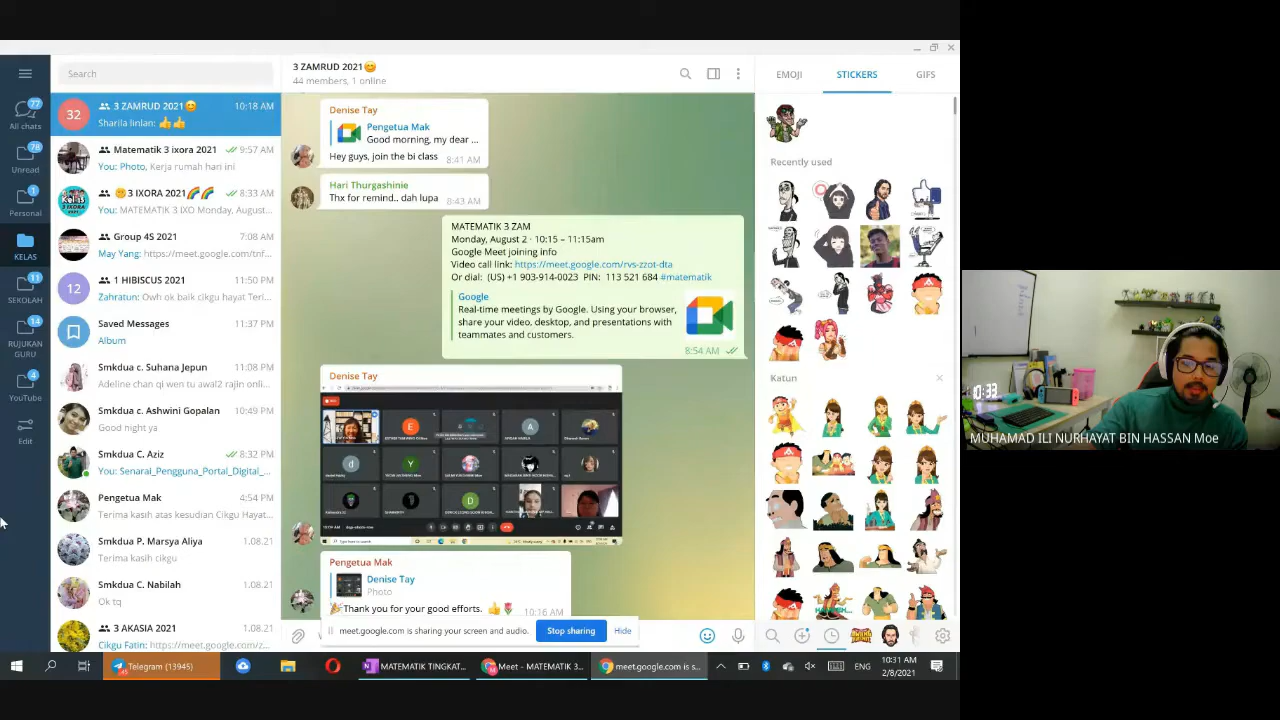 Search
32
3 ZAMRUD 2021😊 10:18 AM
Sharila linlan: 👍👍
Matematik 3 ixora 2021 9:57 AM
You: Photo, Kerja rumah hari ini
3 IXORA 2021🌈🌈 8:33 AM
You: MATEMATIK 3 IXO Monday, August...
Group 4S 2021 7:08 AM
May Yang: https://meet.google.com/tnf...
12
1 HIBISCUS 2021 11:50 PM
Zahratun: Owh ok baik cikgu hayat Teri...
Saved Messages 11:37 PM
Album
Smkdua c. Suhana Jepun 11:10 PM
Adeline chan qi wen tu awal2 rajin onli...
Smkdua c. Ashwini Gopalan 10:49 PM
Good night ya
Smkdua C. Aziz 8:32 PM
You: Senarai_Pengguna_Portal_Digital_...
Pengetua Mak 4:54 PM
Terima kasih atas kesudian Cikgu Hayat...
Smkdua P. Marsya Aliya 1.08.21
Terima kasih cikgu
Smkdua C. Nabilah 1.08.21
Ok tq
3 AKASIA 2021 1.08.21
Cikgu Fatin: https://meet.google.com/z...
77
All chats
78
Unread
1
Personal
KELAS
11
SEKOLAH
14
RUJUKAN
GURU
4
YouTube
Edit
3 ZAMRUD 2021😊
44 members, 1 online
Denise Tay
Pengetua Mak
Good morning, my dear ...
Hey guys, join the bi class 8:41 AM
Hari Thurgashinie
Thx for remind.. dah lupa 8:43 AM
MATEMATIK 3 ZAM
Monday, August 2 · 10:15 – 11:15am
Google Meet joining info
Video call link: https://meet.google.com/rvs-zzot-dta
Or dial: (US) +1 903-914-0023 PIN: 113 521 684 #matematik
Google
Real-time meetings by Google. Using your browser,
share your video, desktop, and presentations with
teammates and customers.
8:54 AM
Denise Tay
Pengetua Mak
Denise Tay
Photo
🎉Thank you for your good efforts. 👍🌷 10:16 AM
meet.google.com is sharing your screen and audio. Stop sharing Hide
EMOJI STICKERS GIFS
Recently used
Katun
MUHAMAD ILI NURHAYAT BIN HASSAN Moe
Telegram (13945)
MATEMATIK TINGKAT...
Meet - MATEMATIK 3...
meet.google.com is s...
ENG
10:31 AM
2/8/2021